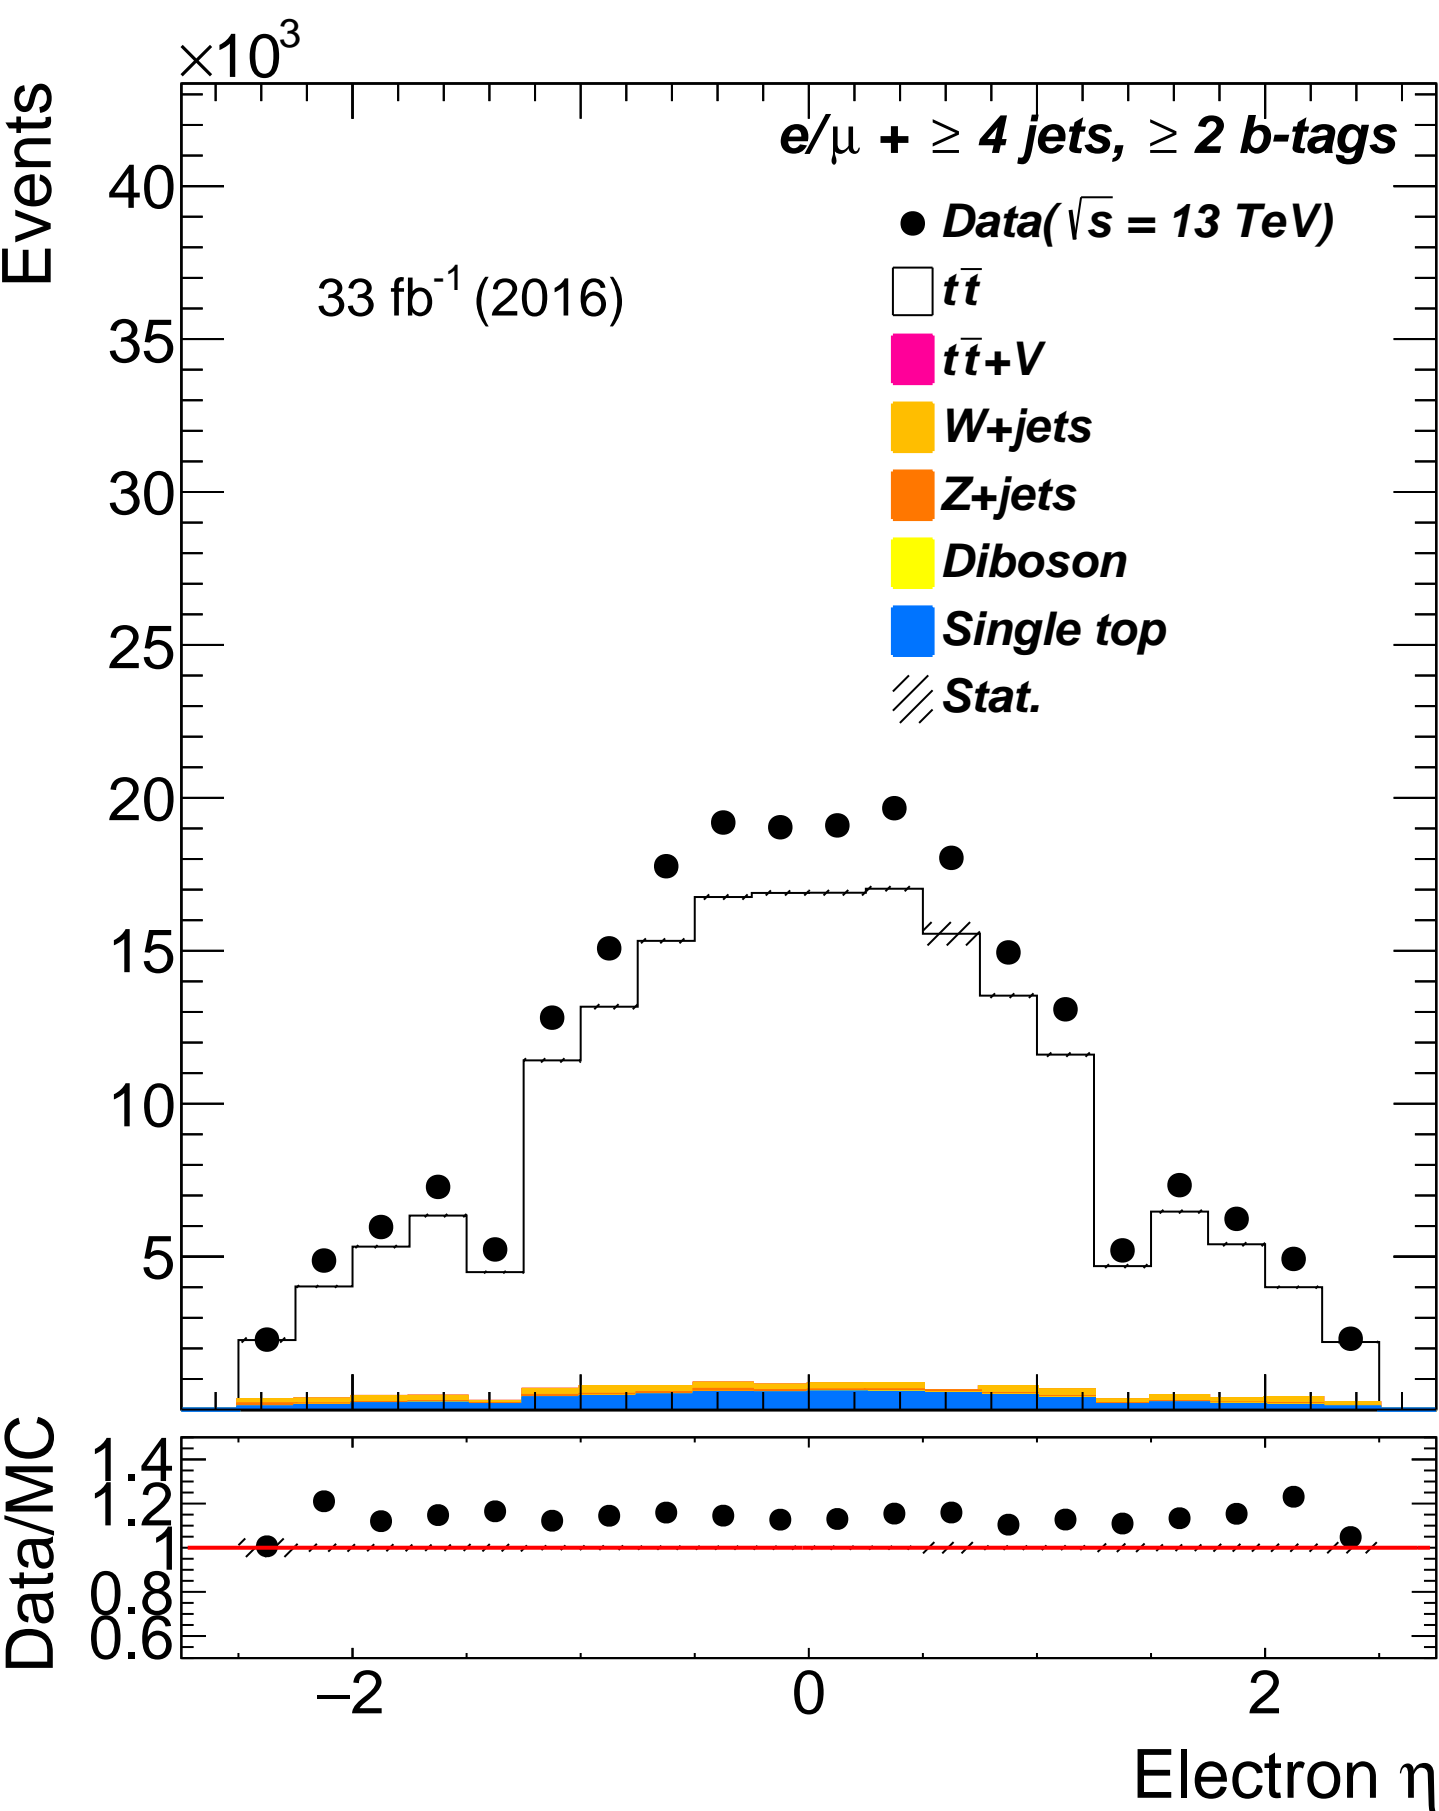 ×10³
Events
e/μ + ≥ 4 jets, ≥ 2 b-tags
Data(√s = 13 TeV)
33 fb⁻¹ (2016)
tt̅
tt̅+V
W+jets
Z+jets
Diboson
Single top
Stat.
40
35
30
25
20
15
10
5
Data/MC
1.4
1.2
1
0.8
0.6
−2 0 2
Electron η